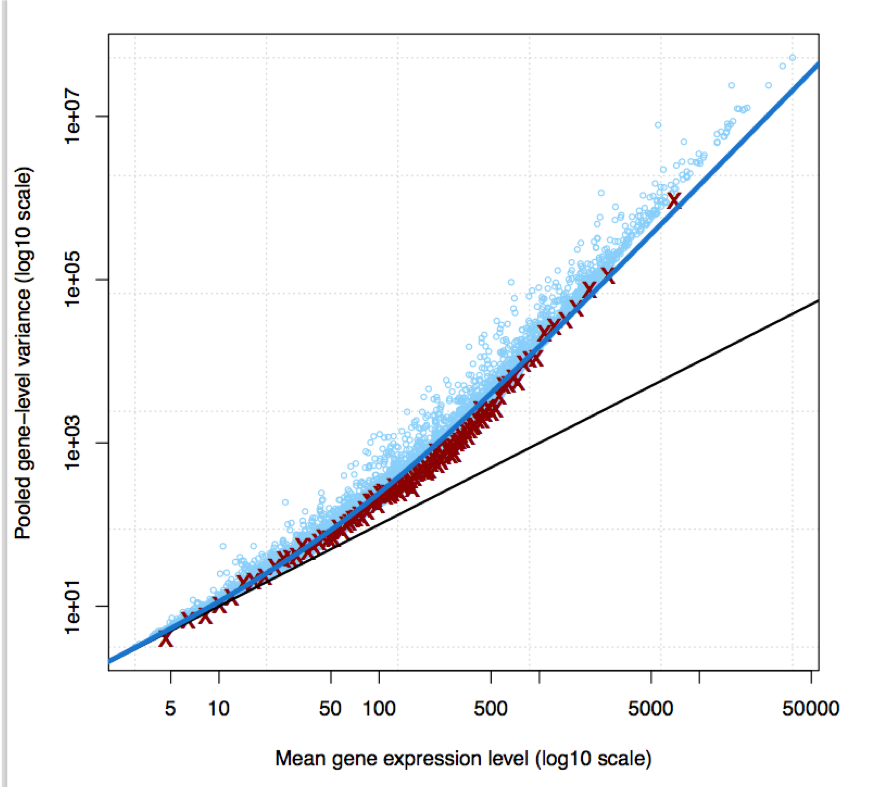 Pooled gene-level variance (log10 scale)
1e+07
1e+05
1e+03
1e+01
5 10 50 100 500 5000 50000
Mean gene expression level (log10 scale)